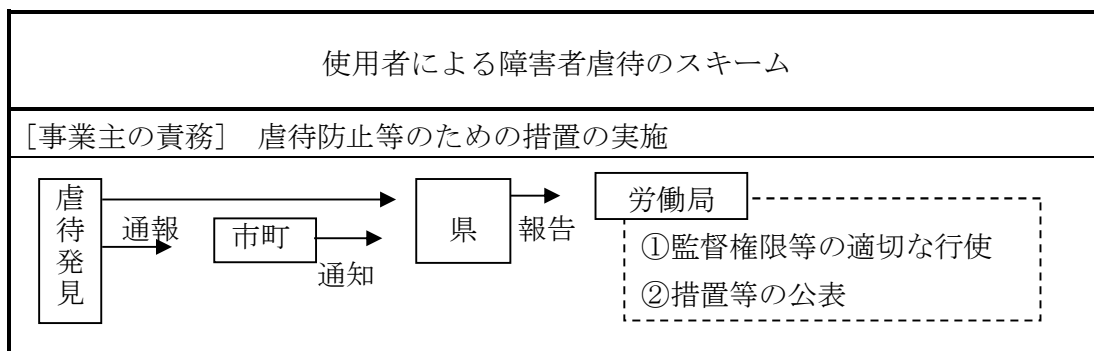 使用者による障害者虐待のスキーム
［事業主の責務］　虐待防止等のための措置の実施
虐待発見
通報
市町
通知
県
報告
労働局
①監督権限等の適切な行使
②措置等の公表